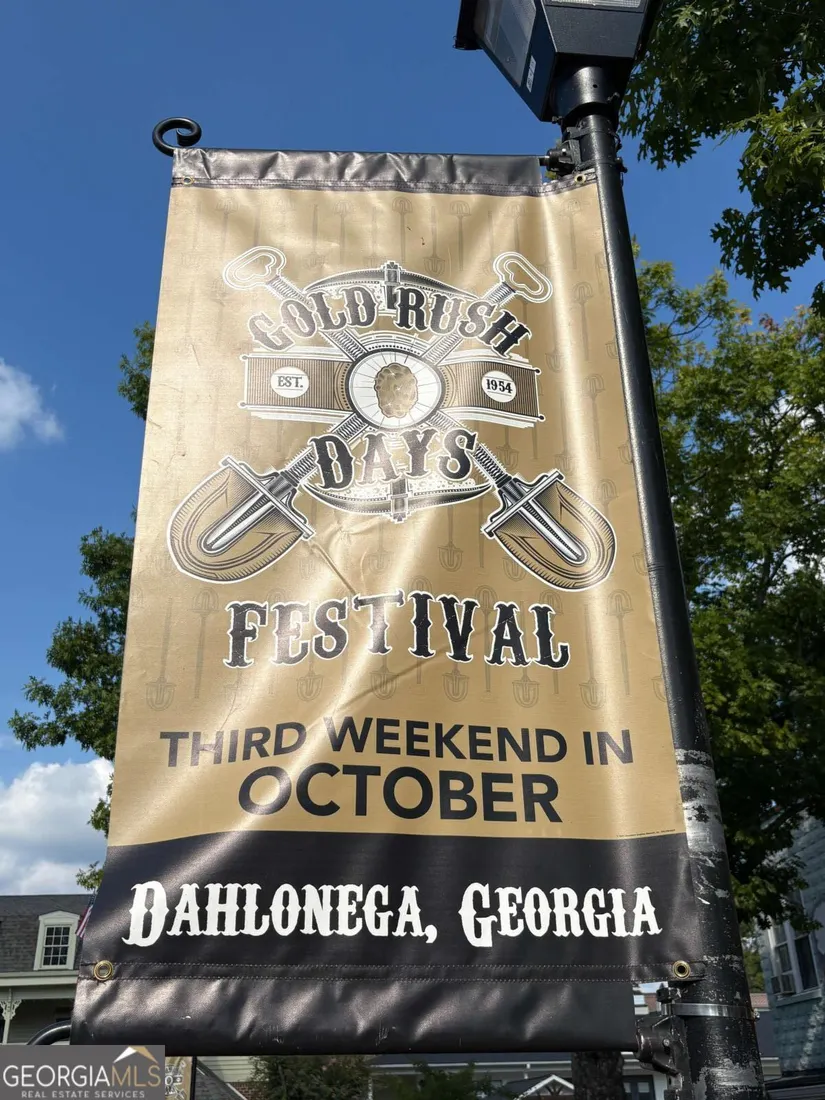 GOLD RUSH
EST. 1954
DAYS
FESTIVAL
THIRD WEEKEND IN
OCTOBER
DAHLONEGA, GEORGIA
GEORGIAMLS
REAL ESTATE SERVICES